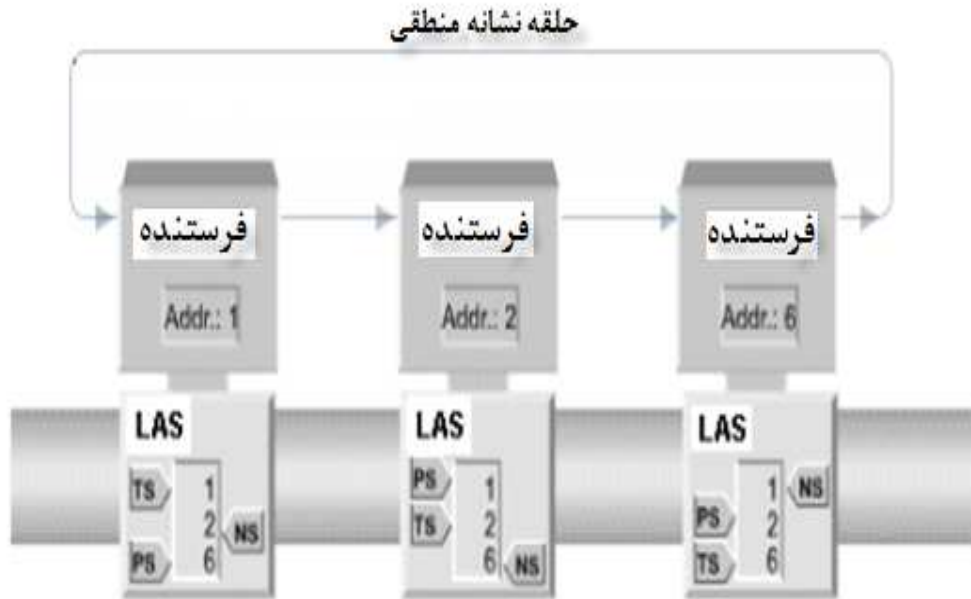 حلقه نشانه منطقی
فرستنده
Addr.: 1
فرستنده
Addr.: 2
فرستنده
Addr.: 6
LAS
TS
PS
1
2
6
NS
LAS
PS
TS
1
2
6
NS
LAS
PS
TS
1
2
6
NS